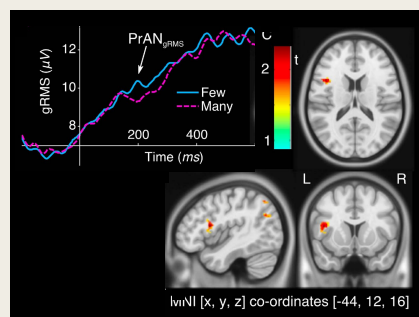 PrAN gRMS
12
10
8
gRMS (µV)
Few
Many
200
400
Time (ms)
2
t
1
L R
MNI [x, y, z] co-ordinates [-44, 12, 16]